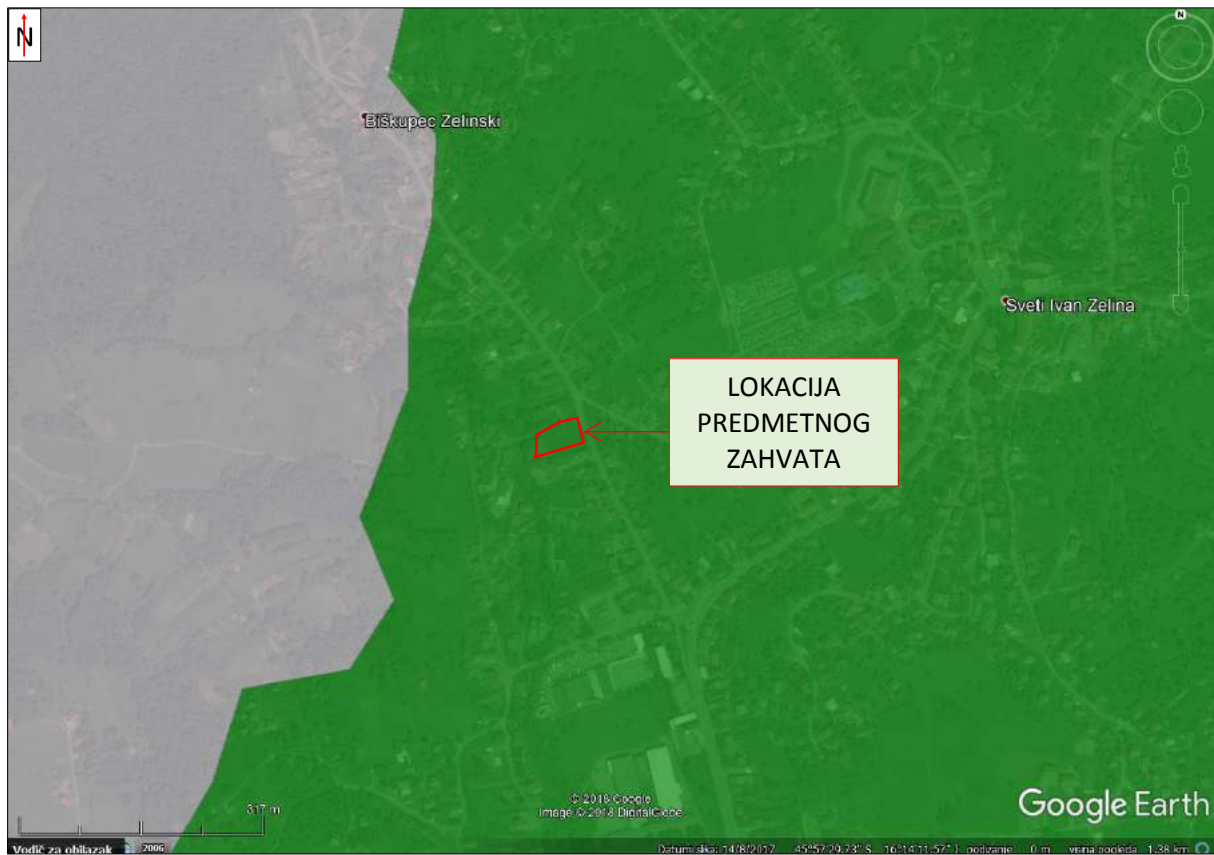 N
N
Biškupec Zelinski
Sveti Ivan Zelina
LOKACIJA
PREDMETNOG
ZAHVATA
317 m
© 2018 Google
Image © 2018 DigitalGlobe
Google Earth
Vodič za obilazak
2006
Datum slika: 14/8/2017 45°57'29.73" S 16°14'11.57" I podizanje 0 m visina pogleda 1.38 km